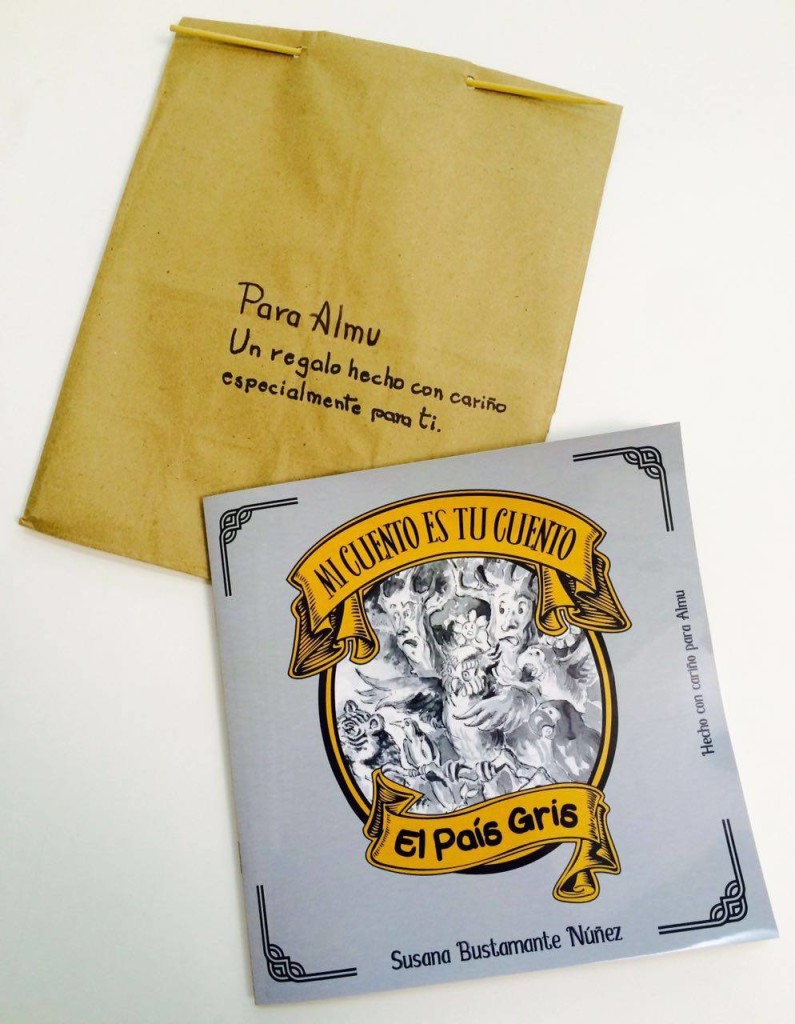 Para Almu
Un regalo hecho con cariño
especialmente para ti.
MI CUENTO ES TU CUENTO
El País Gris
Hecho con cariño para Almu
Susana Bustamante Núñez